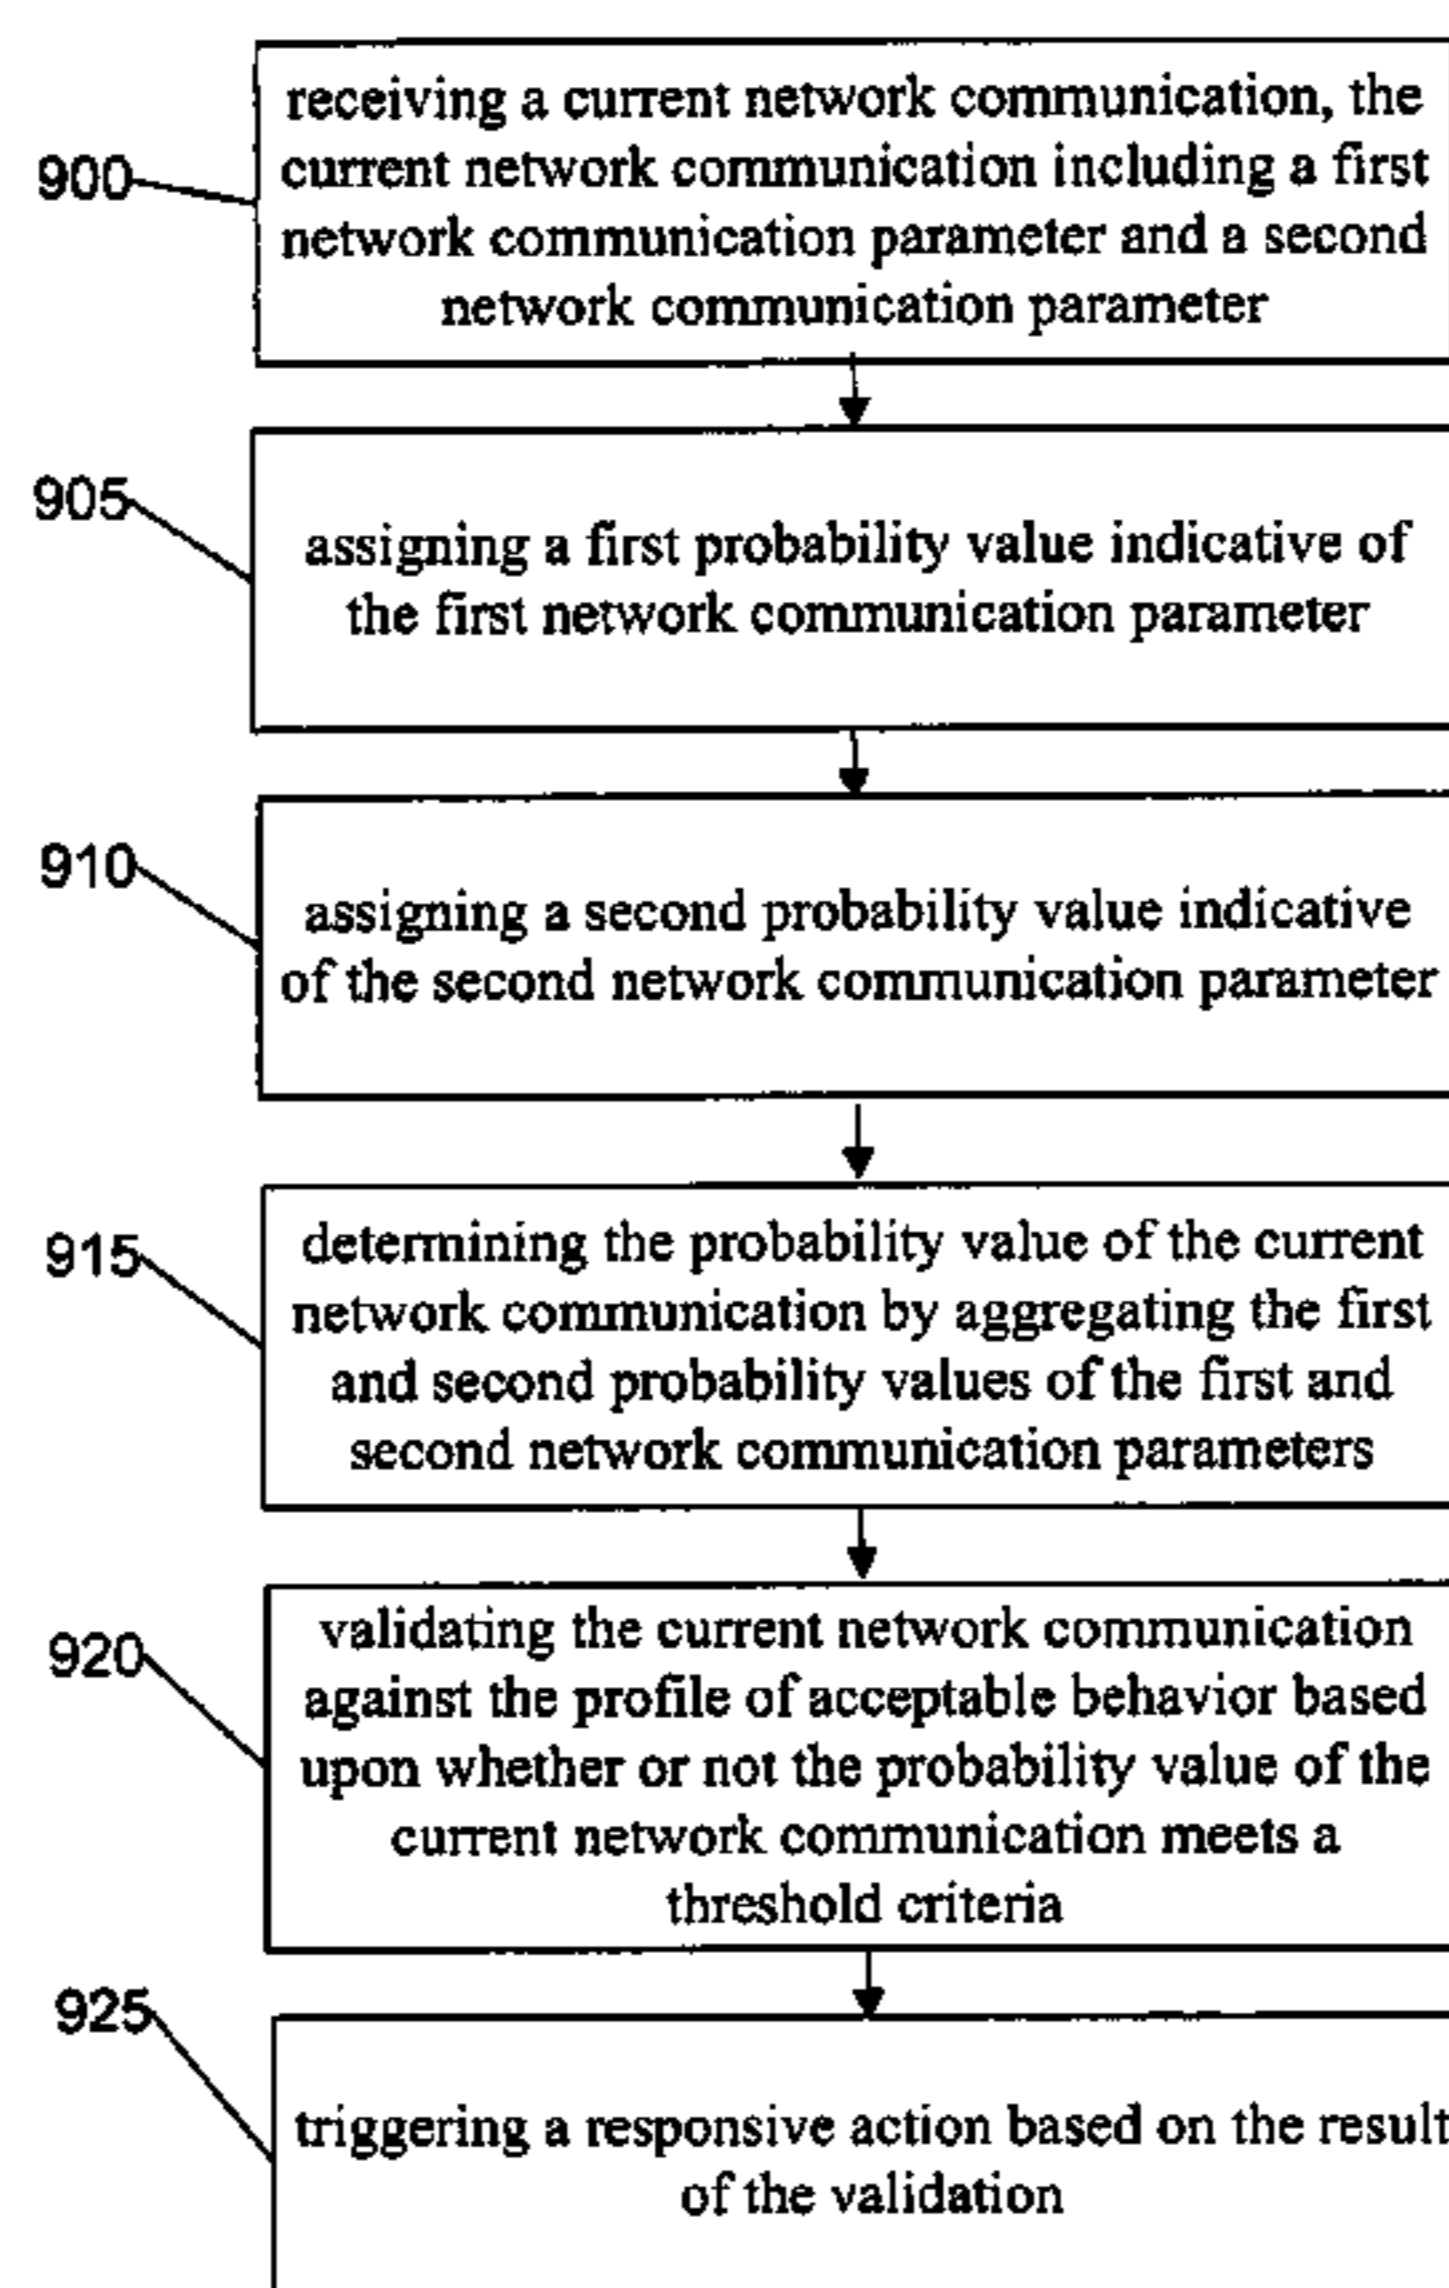 receiving a current network communication, the
900
current network communication including a first
network communication parameter and a second
network communication parameter
905
assigning a first probability value indicative of
the first network communication parameter
910
assigning a second probability value indicative
of the second network communication parameter
915
determining the probability value of the current
network communication by aggregating the first
and second probability values of the first and
second network communication parameters
920
validating the current network communication
against the profile of acceptable behavior based
upon whether or not the probability value of the
current network communication meets a
threshold criteria
925
triggering a responsive action based on the result
of the validation